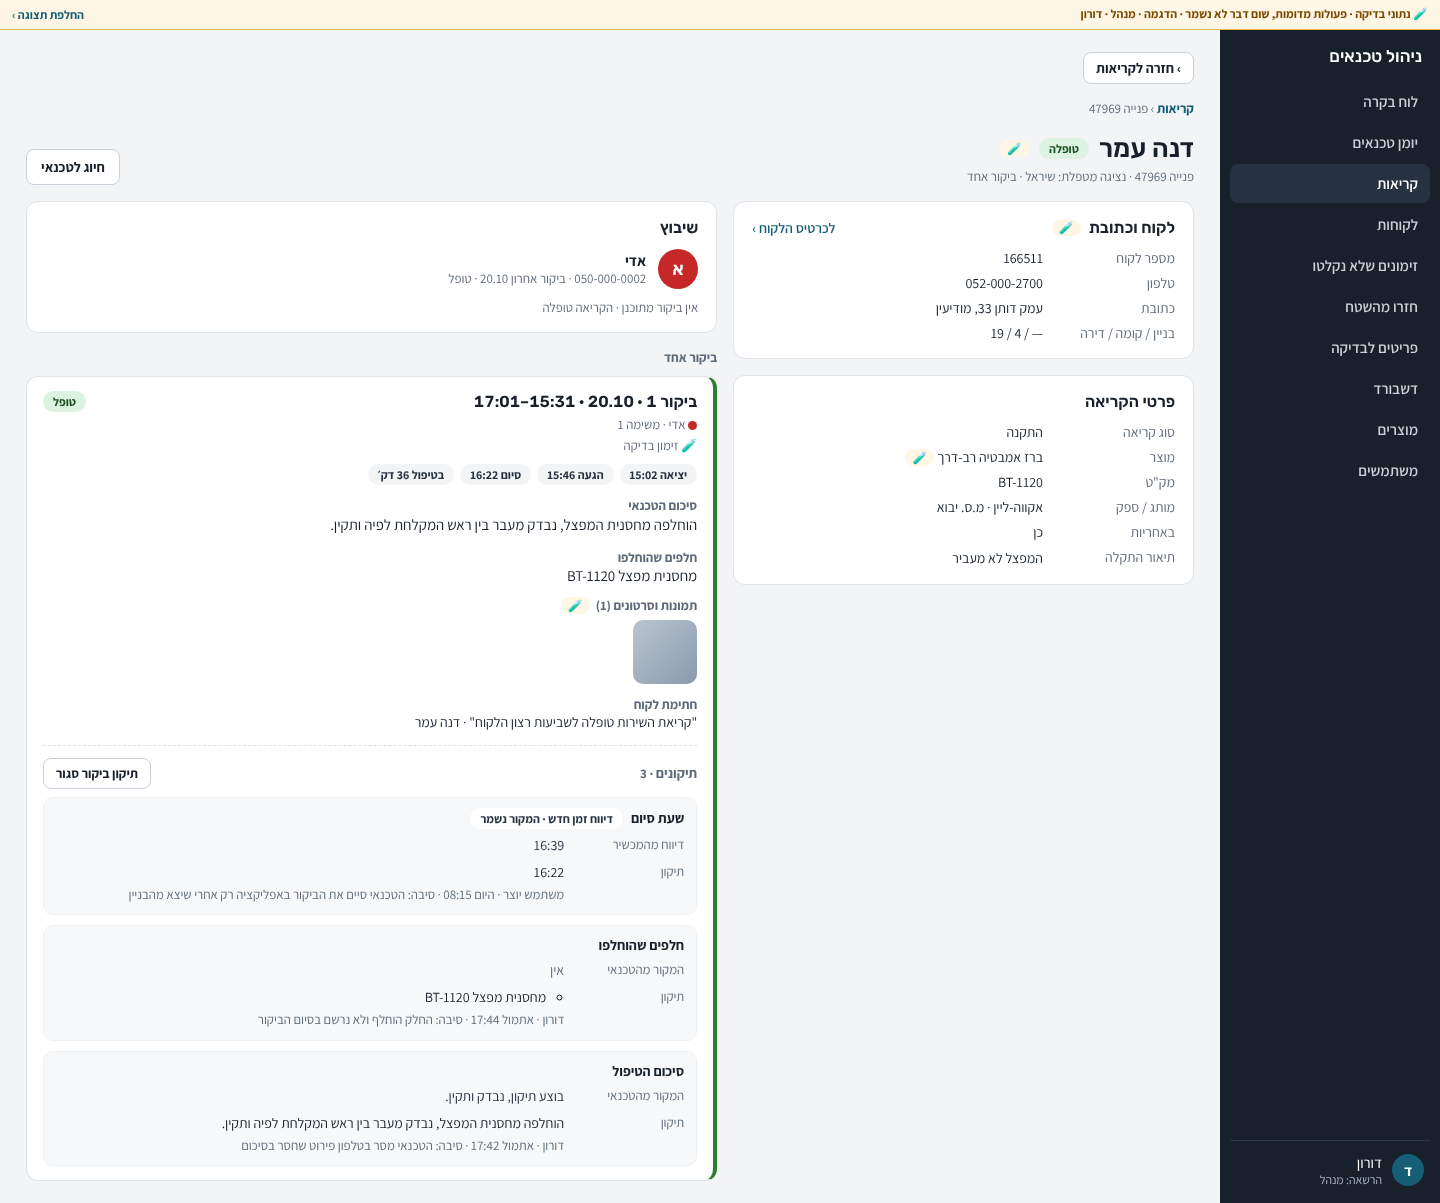 נתוני בדיקה · פעולות מדומות, שום דבר לא נשמר · הדגמה · מנהל · דורון
החלפת תצוגה ›
ניהול טכנאים
לוח בקרה
יומן טכנאים
קריאות
לקוחות
זימונים שלא נקלטו
חזרו מהשטח
פריטים לבדיקה
דשבורד
מוצרים
משתמשים
ד
דורון
הרשאה: מנהל
› חזרה לקריאות
קריאות › פנייה 47969
דנה עמר טופלה
פנייה 47969 · נציגה מטפלת: שיראל · ביקור אחד
חיוג לטכנאי
לקוח וכתובת
לכרטיס הלקוח ›
מספר לקוח 166511
טלפון 052-000-2700
כתובת עמק דותן 33, מודיעין
בניין / קומה / דירה — / 4 / 19
פרטי הקריאה
סוג קריאה התקנה
מוצר ברז אמבטיה רב-דרך
מק"ט BT-1120
מותג / ספק אקווה-ליין · מ.ס. יבוא
באחריות כן
תיאור התקלה המפצל לא מעביר
שיבוץ
א
אדי
050-000-0002 · ביקור אחרון 20.10 · טופל
אין ביקור מתוכנן · הקריאה טופלה
ביקור אחד
ביקור 1 • 20.10 • 15:31–17:01
טופל
אדי · משימה 1
זימון בדיקה
יציאה 15:02 הגעה 15:46 סיום 16:22 בטיפול 36 דק׳
סיכום הטכנאי
הוחלפה מחסנית המפצל, נבדק מעבר בין ראש המקלחת לפיה ותקין.
חלפים שהוחלפו
מחסנית מפצל BT-1120
תמונות וסרטונים (1)
חתימת לקוח
"קריאת השירות טופלה לשביעות רצון הלקוח" · דנה עמר
תיקונים · 3
תיקון ביקור סגור
שעת סיום דיווח זמן חדש · המקור נשמר
דיווח מהמכשיר 16:39
תיקון 16:22
משתמש יוצר · היום 08:15 · סיבה: הטכנאי סיים את הביקור באפליקציה רק אחרי שיצא מהבניין
חלפים שהוחלפו
המקור מהטכנאי אין
תיקון ◦ מחסנית מפצל BT-1120
דורון · אתמול 17:44 · סיבה: החלק הוחלף ולא נרשם בסיום הביקור
סיכום הטיפול
המקור מהטכנאי בוצע תיקון, נבדק ותקין.
תיקון הוחלפה מחסנית המפצל, נבדק מעבר בין ראש המקלחת לפיה ותקין.
דורון · אתמול 17:42 · סיבה: הטכנאי מסר בטלפון פירוט שחסר בסיכום